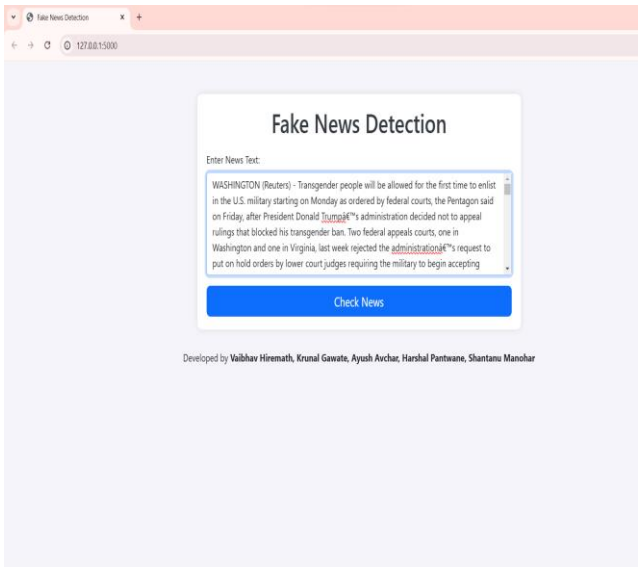 Fake News Detection
127.0.0.1:5000
Fake News Detection
Enter News Text:
WASHINGTON (Reuters) - Transgender people will be allowed for the first time to enlist
in the U.S. military starting on Monday as ordered by federal courts, the Pentagon said
on Friday, after President Donald Trumpâ€™s administration decided not to appeal
rulings that blocked his transgender ban. Two federal appeals courts, one in
Washington and one in Virginia, last week rejected the administrationâ€™s request to
put on hold orders by lower court judges requiring the military to begin accepting
Check News
Developed by Vaibhav Hiremath, Krunal Gawate, Ayush Avchar, Harshal Pantwane, Shantanu Manohar